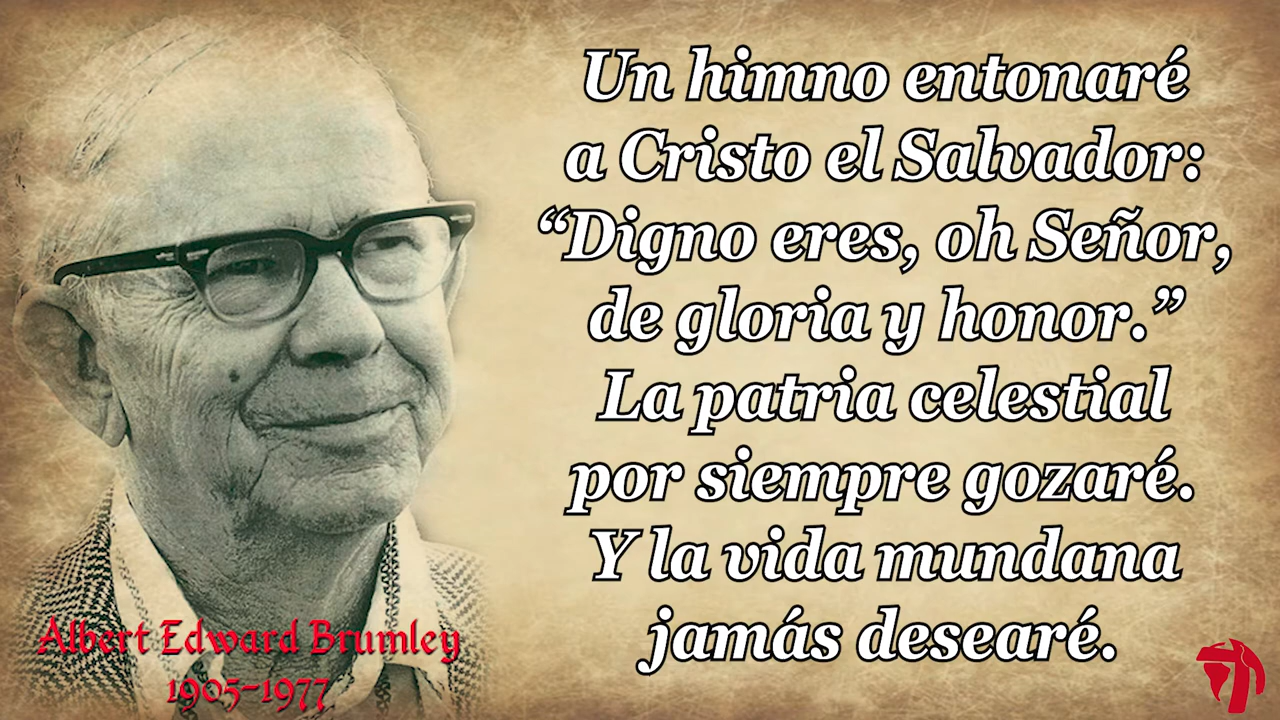 Un himno entonaré
a Cristo el Salvador:
“Digno eres, oh Señor,
de gloria y honor.”
La patria celestial
por siempre gozaré.
Y la vida mundana
jamás desearé.
Albert Edward Brumley
1905-1977